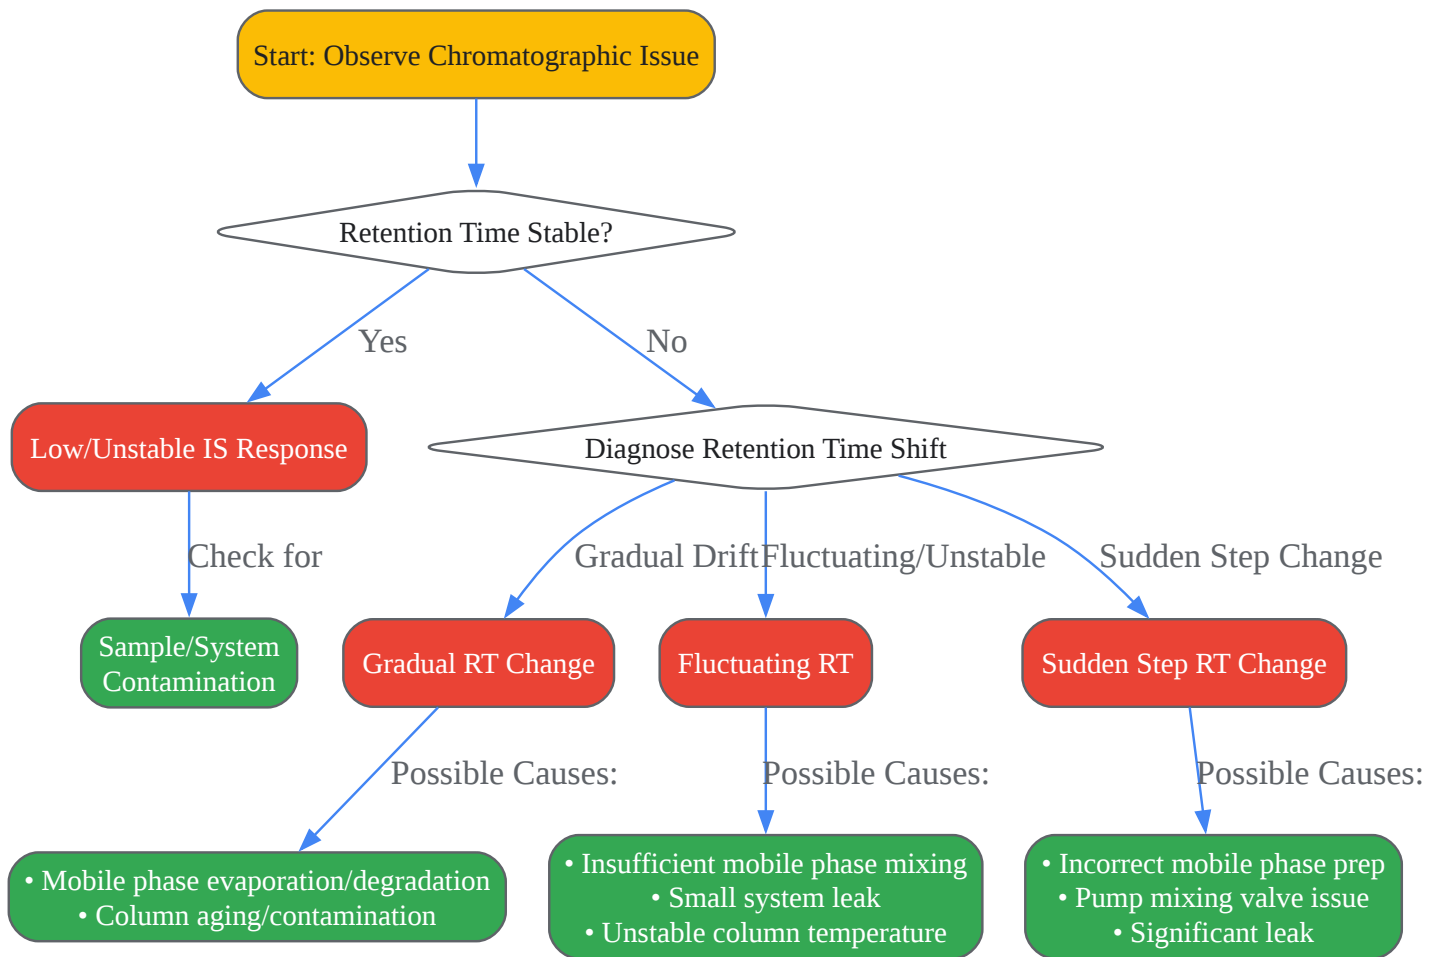 Start: Observe Chromatographic Issue
Retention Time Stable?
Yes
No
Low/Unstable IS Response
Diagnose Retention Time Shift
Check for
Gradual Drift
Fluctuating/Unstable
Sudden Step Change
Sample/System
Contamination
Gradual RT Change
Fluctuating RT
Sudden Step RT Change
Possible Causes:
Possible Causes:
Possible Causes:
• Mobile phase evaporation/degradation
• Column aging/contamination
• Insufficient mobile phase mixing
• Small system leak
• Unstable column temperature
• Incorrect mobile phase prep
• Pump mixing valve issue
• Significant leak